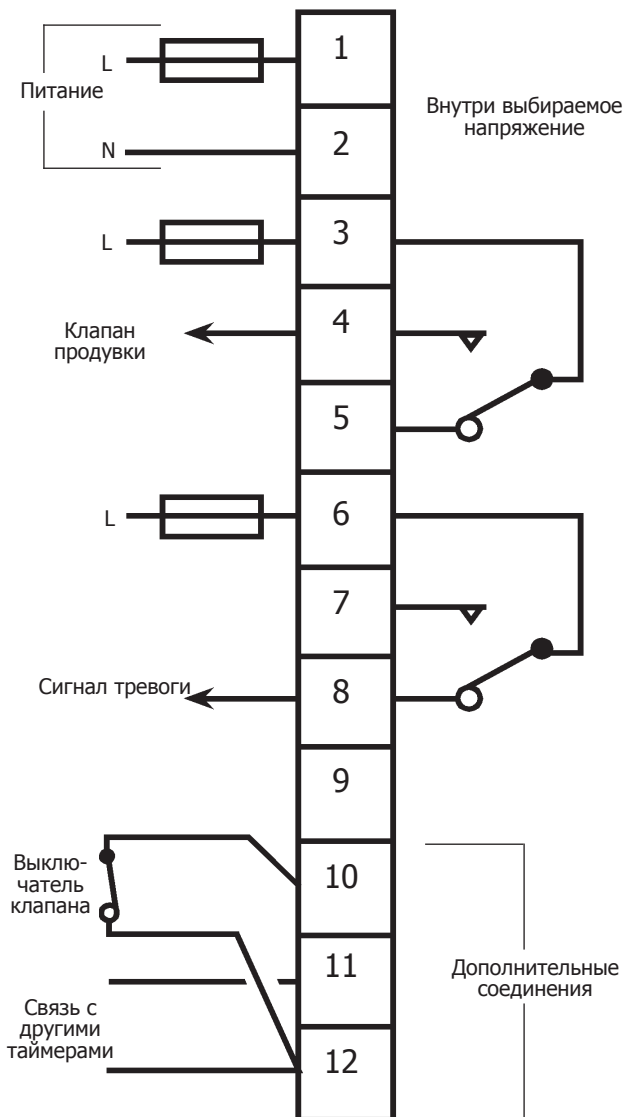 L
1
Питание
N
2
Внутри выбираемое
напряжение
L
3
Клапан
продувки
4
5
L
6
7
Сигнал тревоги
8
9
Выклю-
чатель
клапана
10
11
Связь с
другими
таймерами
12
Дополнительные
соединения